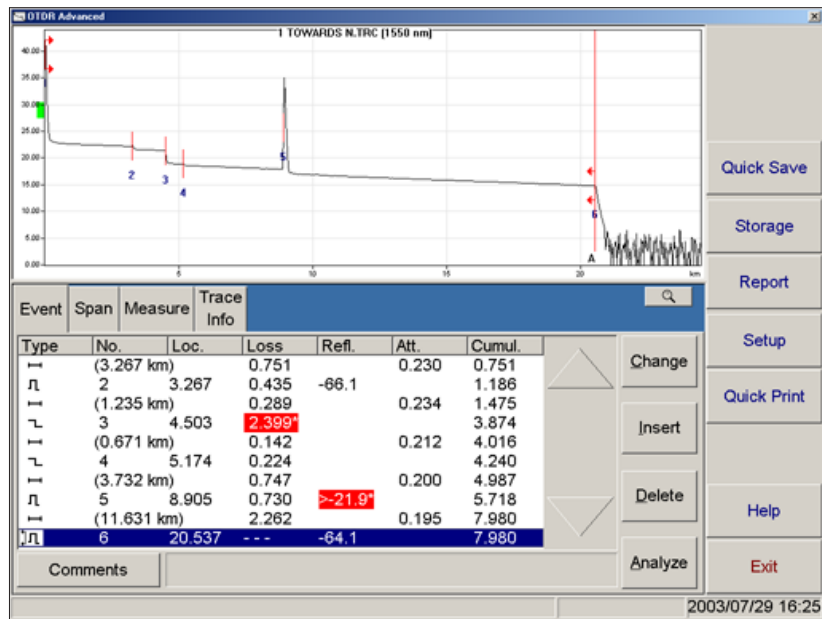 OTDR Advanced
1 TOWARDS N.TRC (1550 nm)
40.00
35.00
30.00
25.00
20.00
15.00
10.00
5.00
0.00
2
3
4
5
6
A
5
10
15
20
km
Quick Save
Storage
Report
Setup
Quick Print
Help
Exit
Event
Span
Measure
Trace Info
Type No. Loc. Loss Refl. Att. Cumul.
(3.267 km) 0.751 0.230 0.751
2 3.267 0.435 -66.1 1.186
(1.235 km) 0.289 0.234 1.475
3 4.503 2.399* 3.874
(0.671 km) 0.142 0.212 4.016
4 5.174 0.224 4.240
(3.732 km) 0.747 0.200 4.987
5 8.905 0.730 >-21.9* 5.718
(11.631 km) 2.262 0.195 7.980
6 20.537 --- -64.1 7.980
Change
Insert
Delete
Analyze
Comments
2003/07/29 16:25